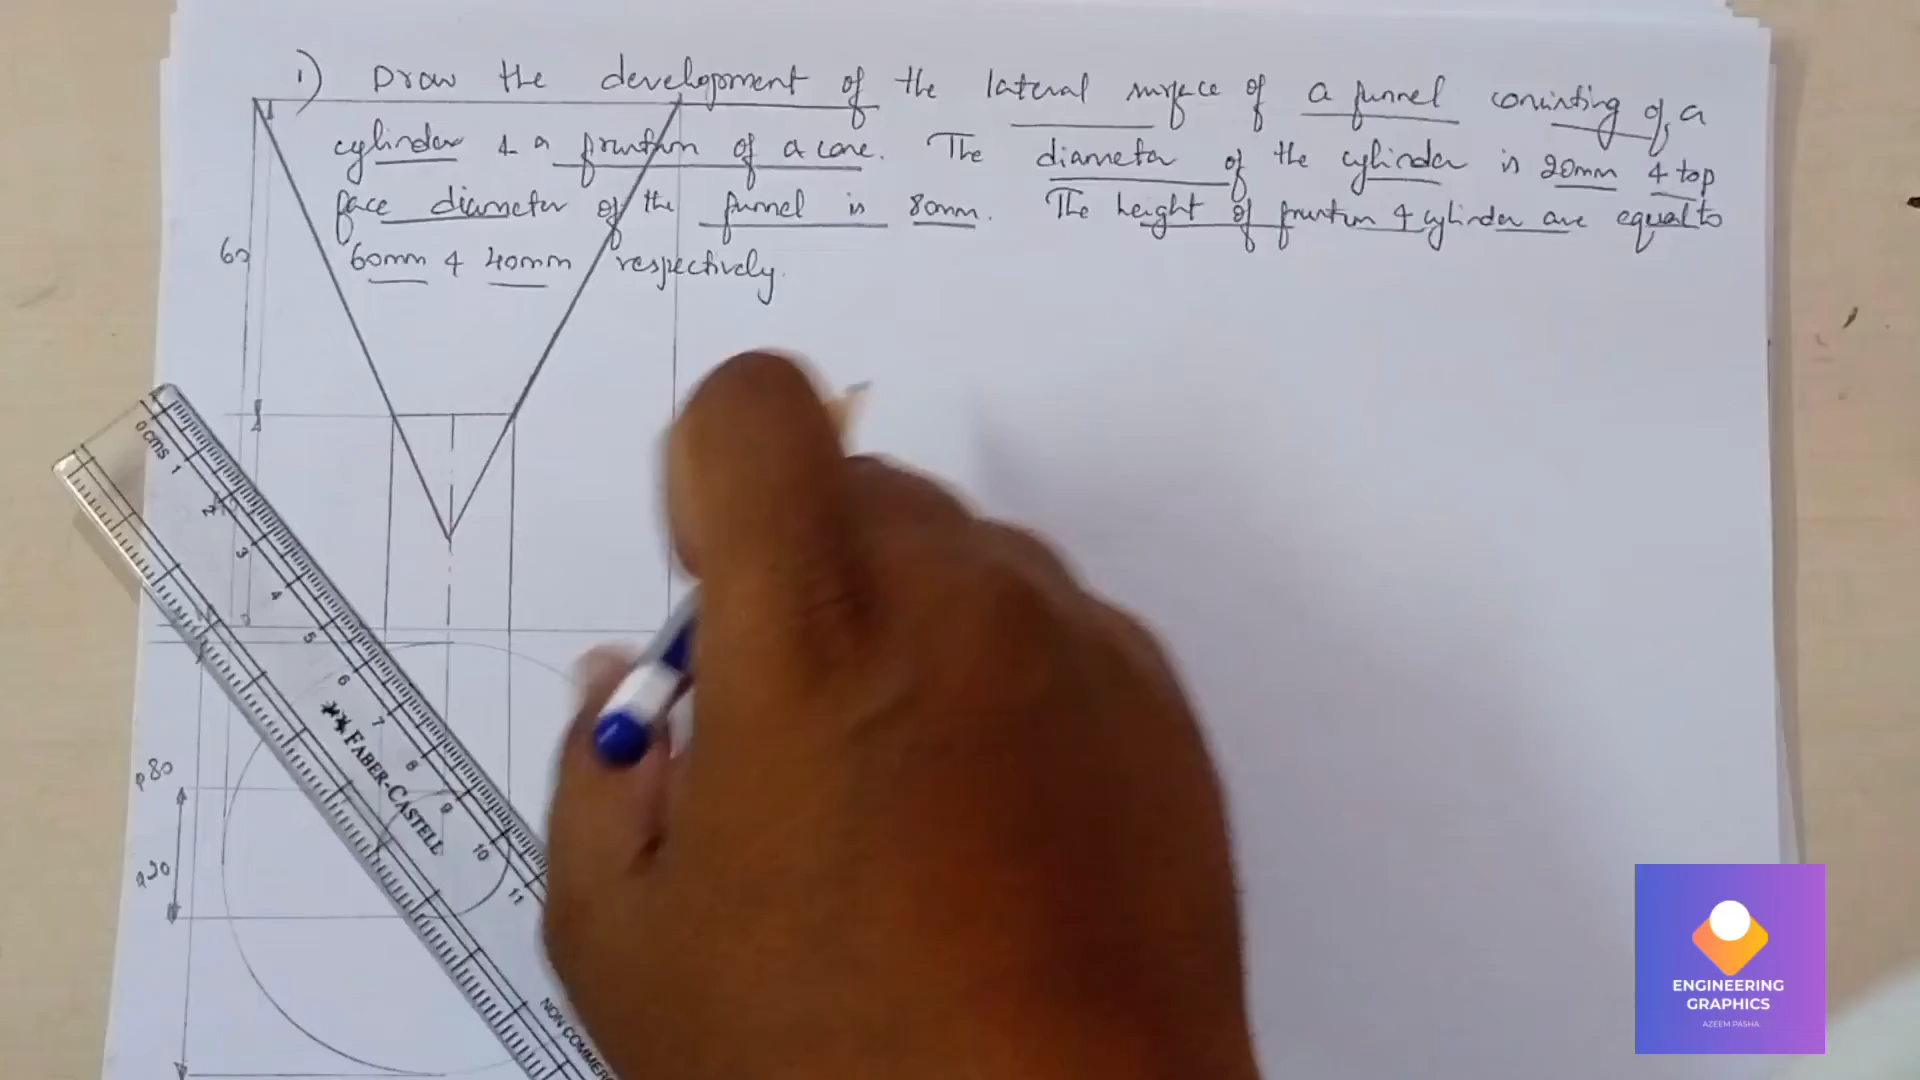 1) Draw the development of the lateral surface of a funnel consisting of a
cylinder & a frustum of a cone. The diameter of the cylinder is 20mm & top
face diameter of the funnel is 80mm. The height of frustum & cylinder are equal to
60mm & 40mm respectively.
60
φ80
φ20
0 cms 1 2 3 4 5 6 7 8 9 10 11
FABER-CASTELL
NON COMMERC
ENGINEERING
GRAPHICS
AZEEM PASHA